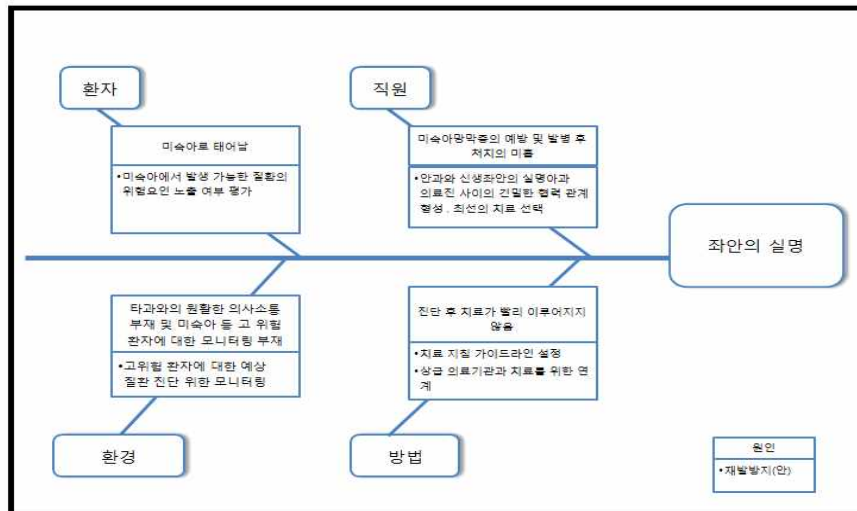 환자
직원
미숙아로 태어남
•미숙아에서 발생 가능한 질환의
위험요인 노출 여부 평가
미숙아망막증의 예방 및 발병 후
처치의 미흡
•안과와 신생좌안의 실명아과
의료진 사이의 긴밀한 협력 관계
형성 . 최선의 치료 선택
좌안의 실명
타과와의 원활한 의사소통
부재 및 미숙아 등 고 위험
환자에 대한 모니터링 부재
•고위험 환자에 대한 예상
질환 진단 위한 모니터링
진단 후 치료가 빨리 이루어지지
않음
•치료 지침 가이드라인 설정
•상급 의료기관과 치료를 위한 연
계
환경
방법
원인
•재발방지(안)